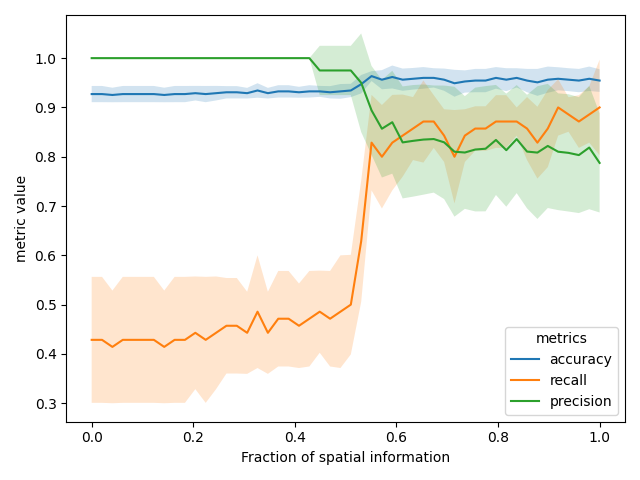 1.0
0.9
0.8
0.7
0.6
0.5
0.4
0.3
metric value
0.0 0.2 0.4 0.6 0.8 1.0
Fraction of spatial information
metrics
accuracy
recall
precision